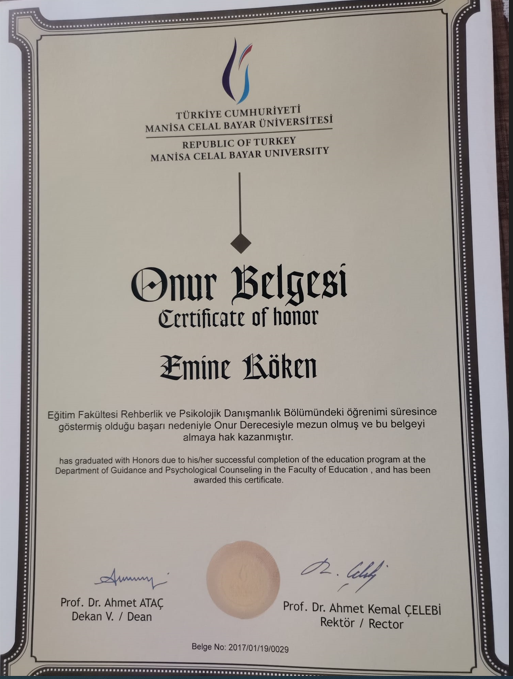 TÜRKİYE CUMHURİYETİ
MANİSA CELAL BAYAR ÜNİVERSİTESİ
REPUBLIC OF TURKEY
MANİSA CELAL BAYAR UNIVERSITY
Onur Belgesi
Certificate of honor
Emine Köken
Eğitim Fakültesi Rehberlik ve Psikolojik Danışmanlık Bölümündeki öğrenimi süresince
göstermiş olduğu başarı nedeniyle Onur Derecesiyle mezun olmuş ve bu belgeyi
almaya hak kazanmıştır.
has graduated with Honors due to his/her successful completion of the education program at the
Department of Guidance and Psychological Counseling in the Faculty of Education , and has been
awarded this certificate.
Prof. Dr. Ahmet ATAÇ
Dekan V. / Dean
Prof. Dr. Ahmet Kemal ÇELEBİ
Rektör / Rector
Belge No: 2017/01/19/0029